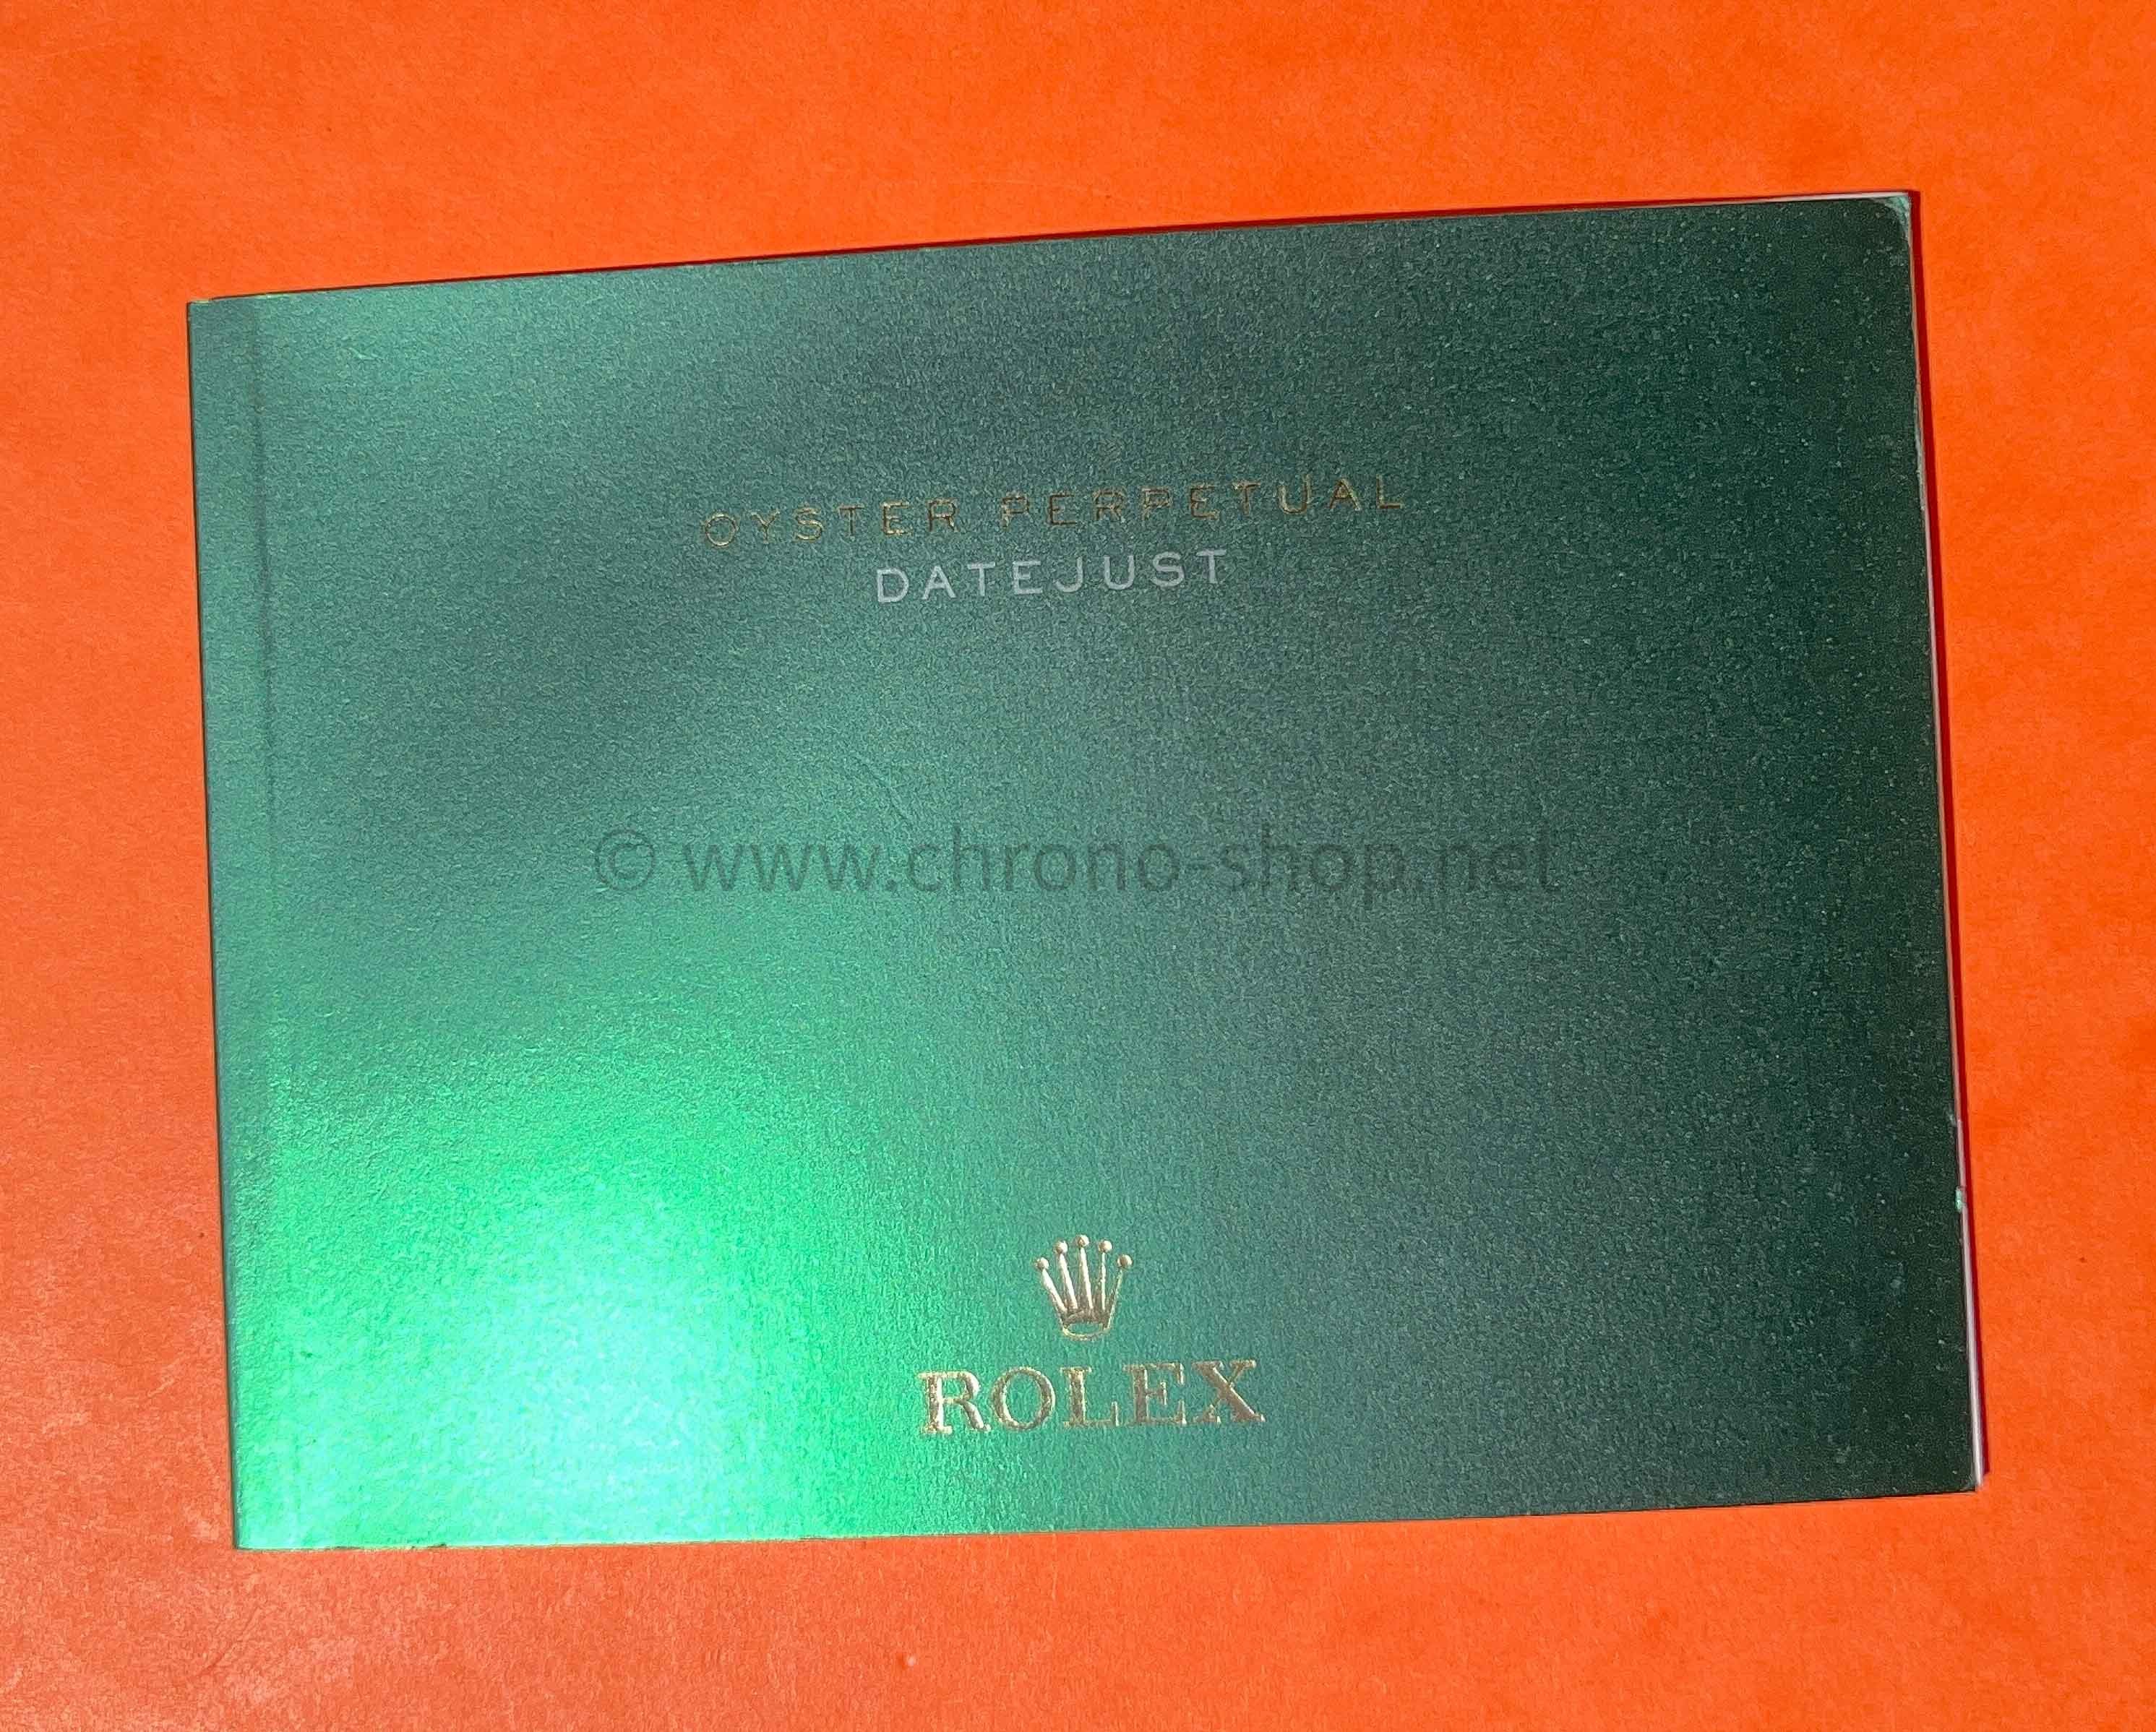 OYSTER PERPETUAL
DATEJUST
© www.chrono-shop.net
ROLEX